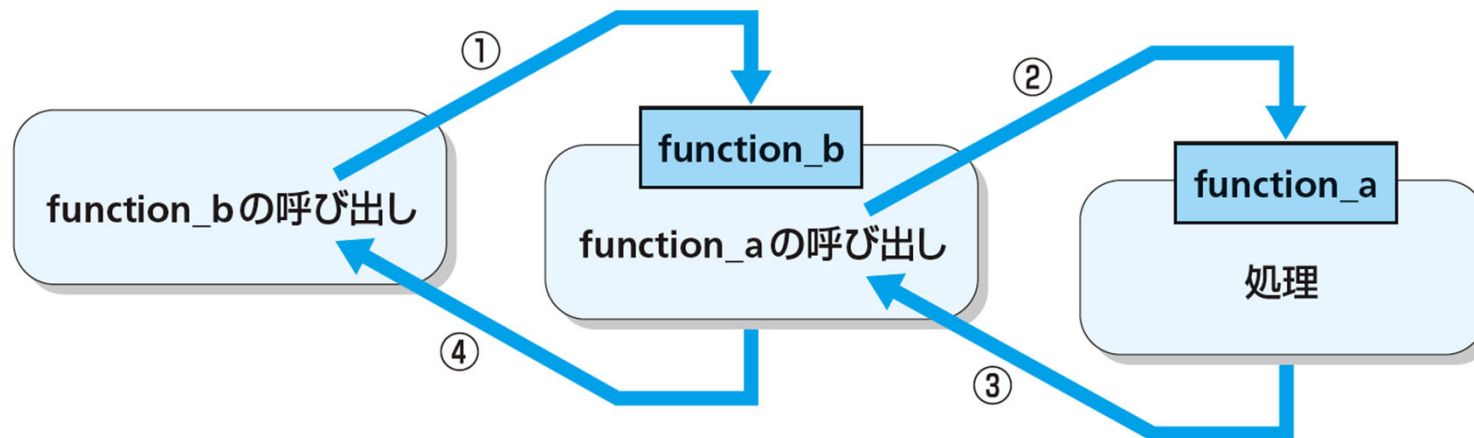 ①
②
function_b
function_a
function_bの呼び出し
function_aの呼び出し
処理
④
③